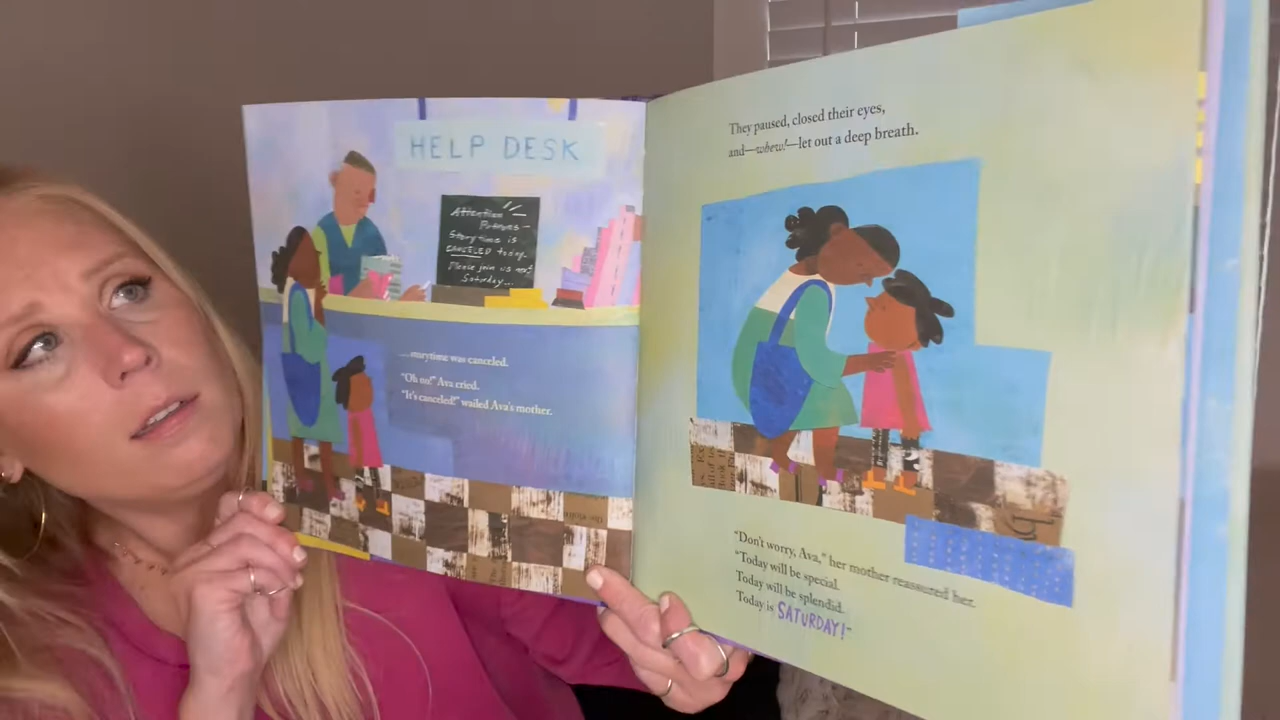 HELP DESK
Attention
Patrons-
Storytime is
CANCELED today.
Please join us next
Saturday...
...storytime was canceled.
"Oh no!" Ava cried.
"It's canceled!" wailed Ava's mother.
They paused, closed their eyes,
and—whew!—let out a deep breath.
"Don't worry, Ava," her mother reassured her.
"Today will be special.
Today will be splendid.
Today is SATURDAY!"